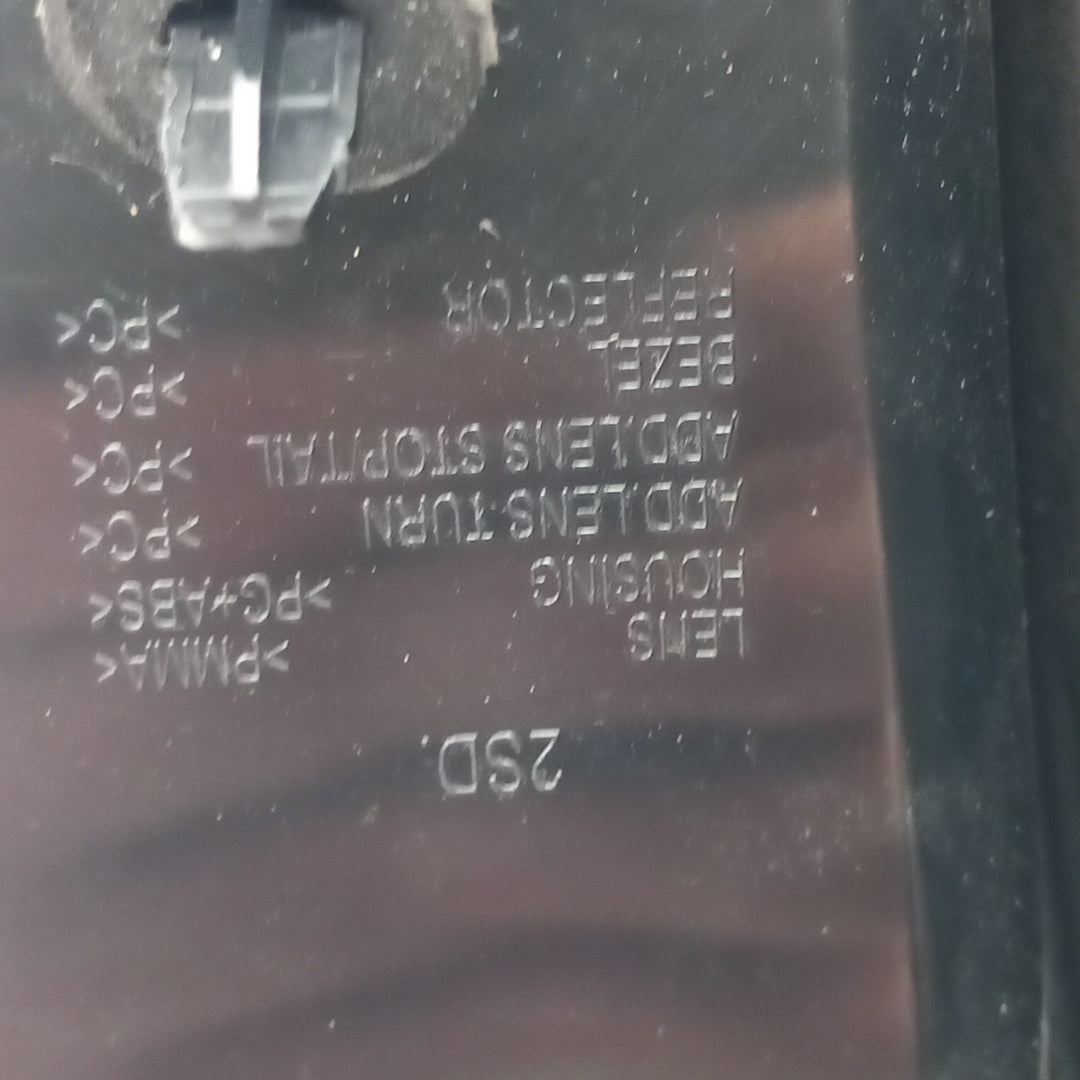 2SD.
LENS >PMMA<
HOUSING >PC+ABS<
ADD.LENS TURN >PC<
ADD.LENS STOP/TAIL >PC<
BEZEL >PC<
REFLECTOR >PC<